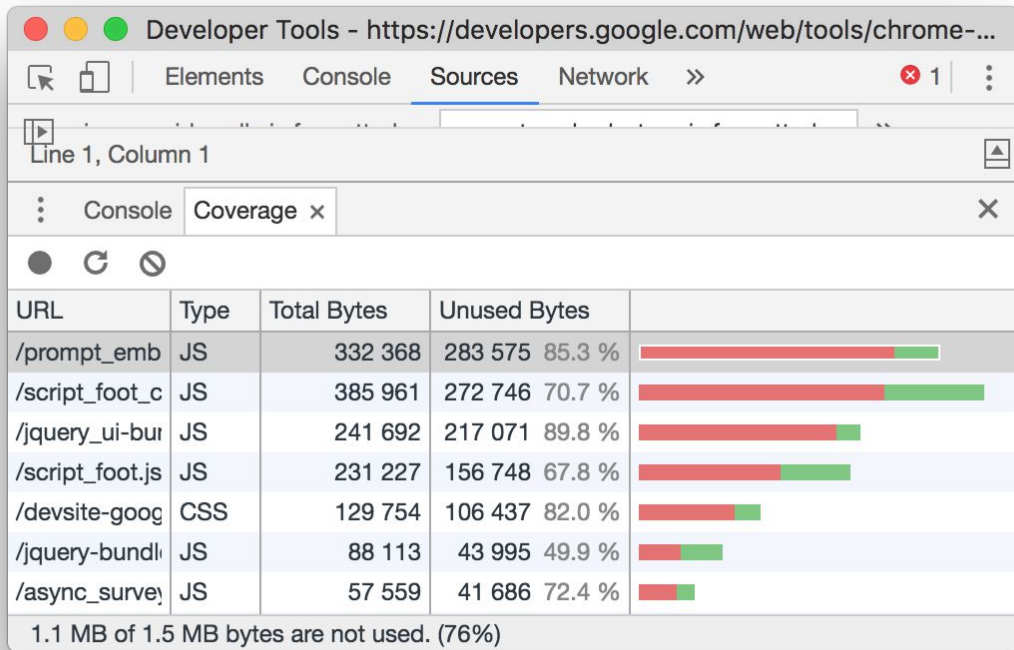 Developer Tools - https://developers.google.com/web/tools/chrome-...
Elements Console Sources Network » 1
Line 1, Column 1
Console Coverage ×
URL Type Total Bytes Unused Bytes
/prompt_emb JS 332 368 283 575 85.3 %
/script_foot_c JS 385 961 272 746 70.7 %
/jquery_ui-bur JS 241 692 217 071 89.8 %
/script_foot.js JS 231 227 156 748 67.8 %
/devsite-goog CSS 129 754 106 437 82.0 %
/jquery-bundl JS 88 113 43 995 49.9 %
/async_survey JS 57 559 41 686 72.4 %
1.1 MB of 1.5 MB bytes are not used. (76%)